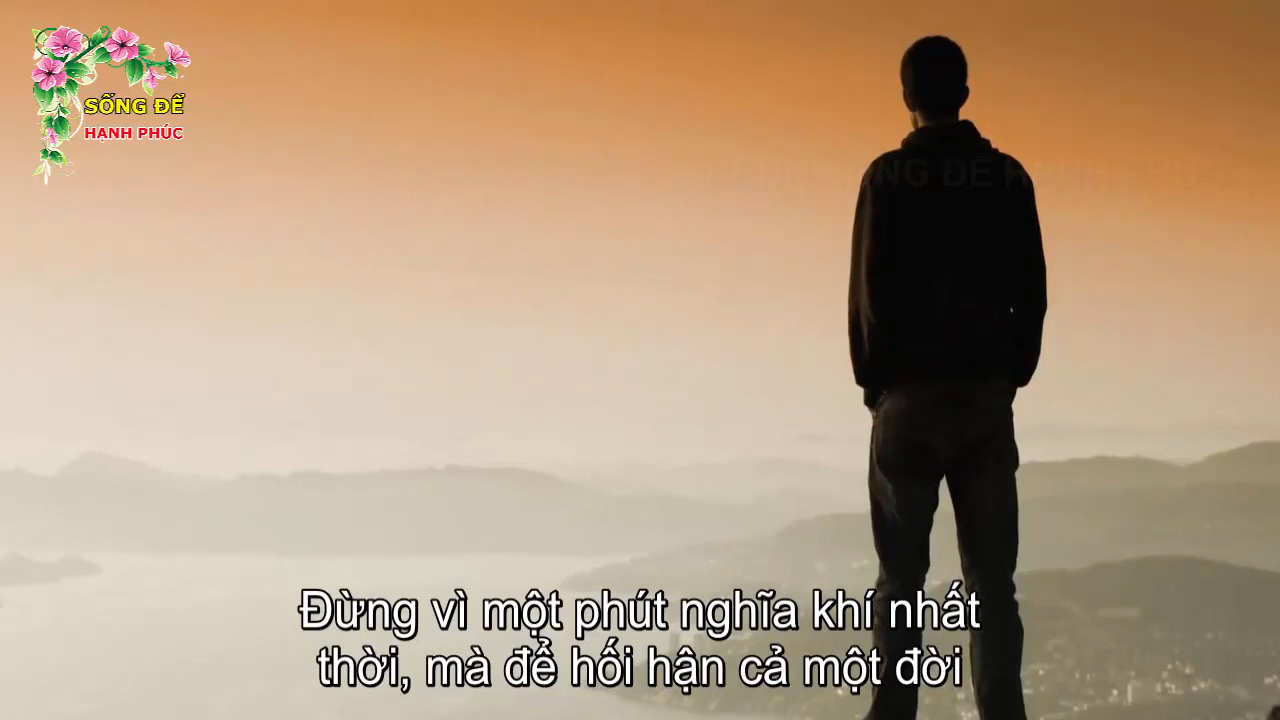 SỐNG ĐỂ
HẠNH PHÚC
Đừng vì một phút nghĩa khí nhất
thời, mà để hối hận cả một đời